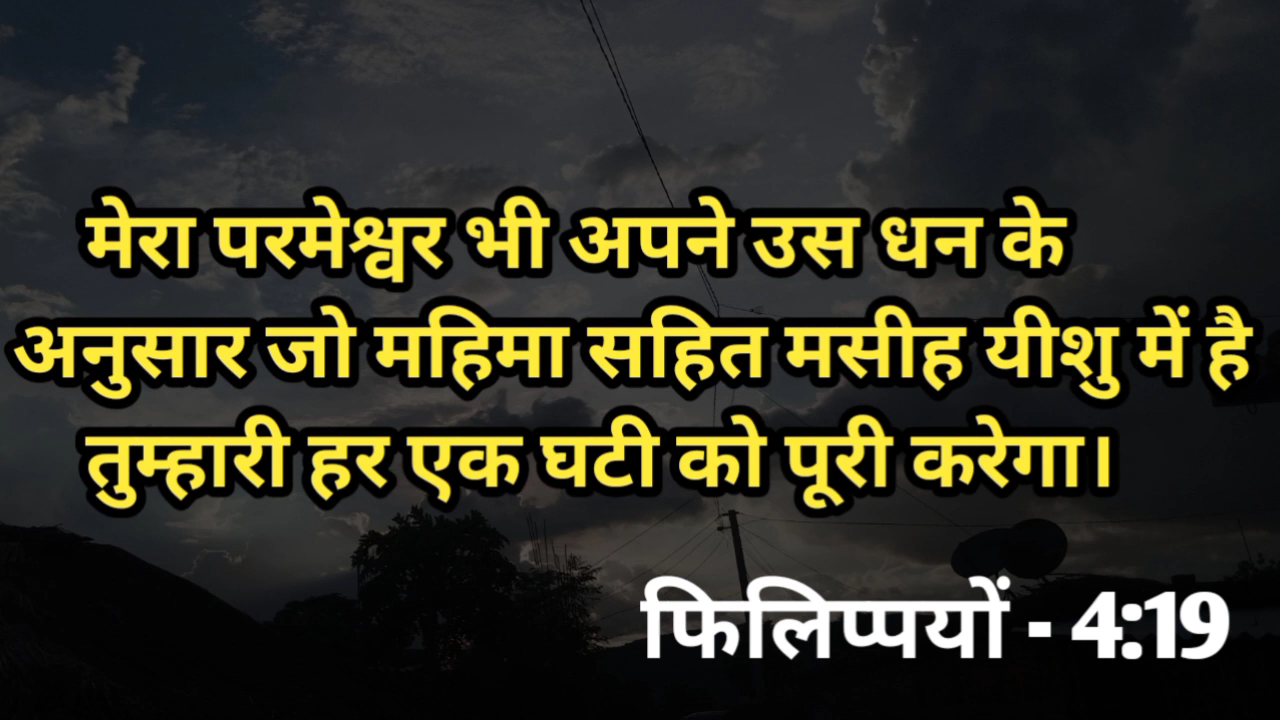 मेरा परमेश्वर भी अपने उस धन के
अनुसार जो महिमा सहित मसीह यीशु में है
तुम्हारी हर एक घटी को पूरी करेगा।
फिलिप्पयों - 4:19